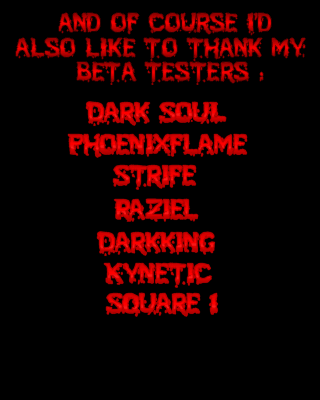 AND OF COURSE I'D
ALSO LIKE TO THANK MY
BETA TESTERS :
DARK SOUL
PHOENIXFLAME
STRIFE
RAZIEL
DARKKING
KYNETIC
SQUARE 1